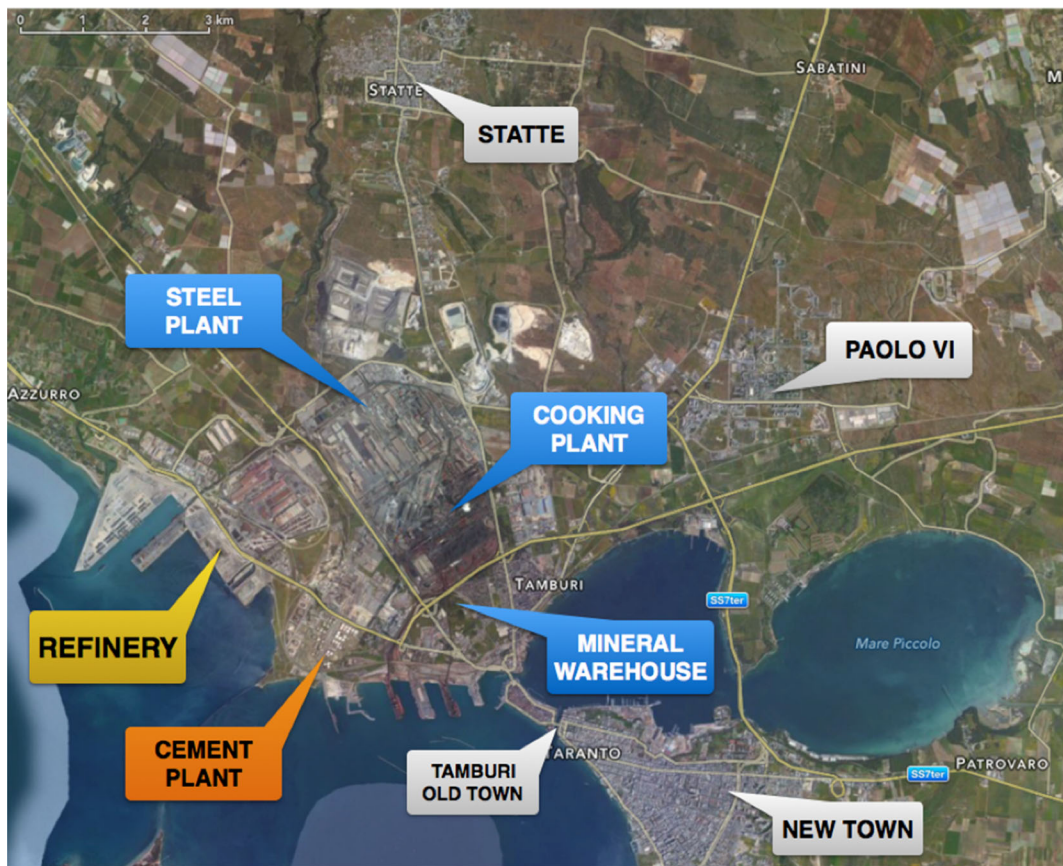 0 1 2 3 km
STATTE
STATTE
SABATINI
M
STEEL
PLANT
PAOLO VI
AZZURRO
COOKING
PLANT
TAMBURI
SS7ter
REFINERY
MINERAL
WAREHOUSE
Mare Piccolo
CEMENT
PLANT
TARANTO
TAMBURI
OLD TOWN
PATROVARO
SS7ter
NEW TOWN